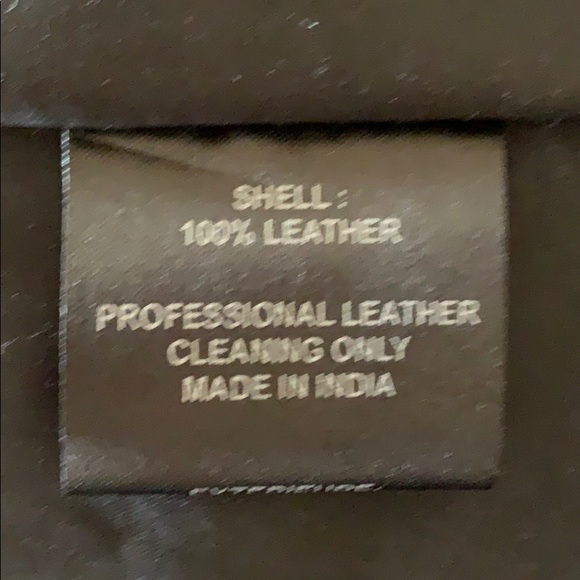 SHELL :
100% LEATHER
PROFESSIONAL LEATHER
CLEANING ONLY
MADE IN INDIA